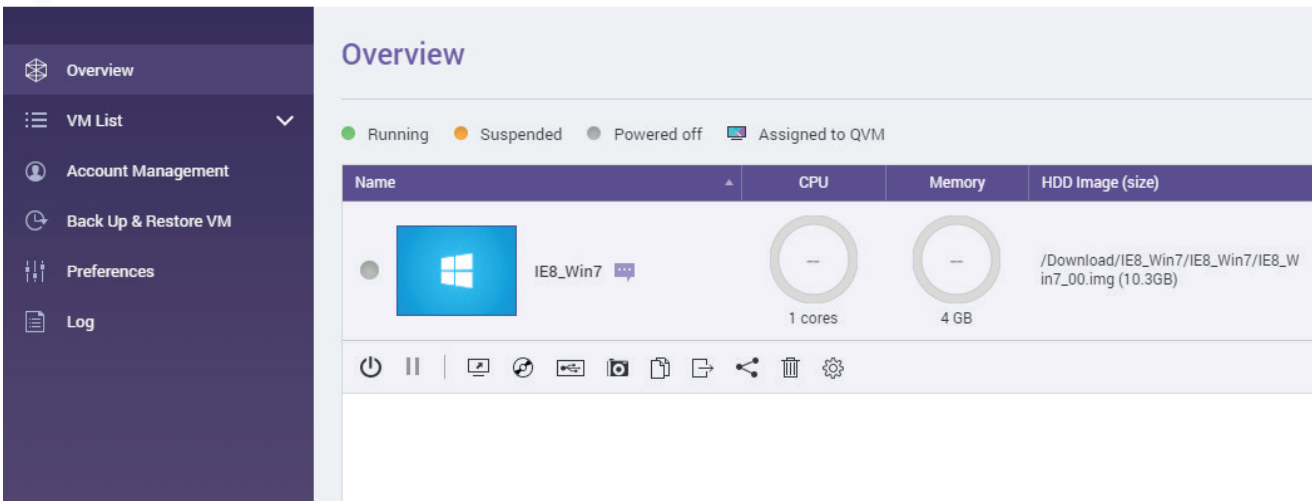 Overview
VM List
Account Management
Back Up & Restore VM
Preferences
Log
Overview
Running Suspended Powered off Assigned to QVM
Name CPU Memory HDD Image (size)
IE8_Win7
--
1 cores
--
4 GB
/Download/IE8_Win7/IE8_Win7/IE8_W
in7_00.img (10.3GB)